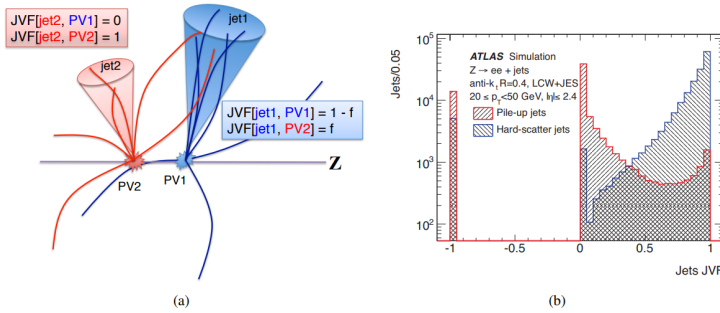 JVF[jet2, PV1] = 0
JVF[jet2, PV2] = 1
jet2
jet1
JVF[jet1, PV1] = 1 - f
JVF[jet1, PV2] = f
PV2
PV1
Z
(a)
Jets/0.05
10⁵
10⁴
10³
10²
ATLAS Simulation
Z → ee + jets
anti-kₜ R=0.4, LCW+JES
20 ≤ pT<50 GeV, |η|≤ 2.4
Pile-up jets
Hard-scatter jets
-1
-0.5
0
0.5
1
Jets JVF
(b)